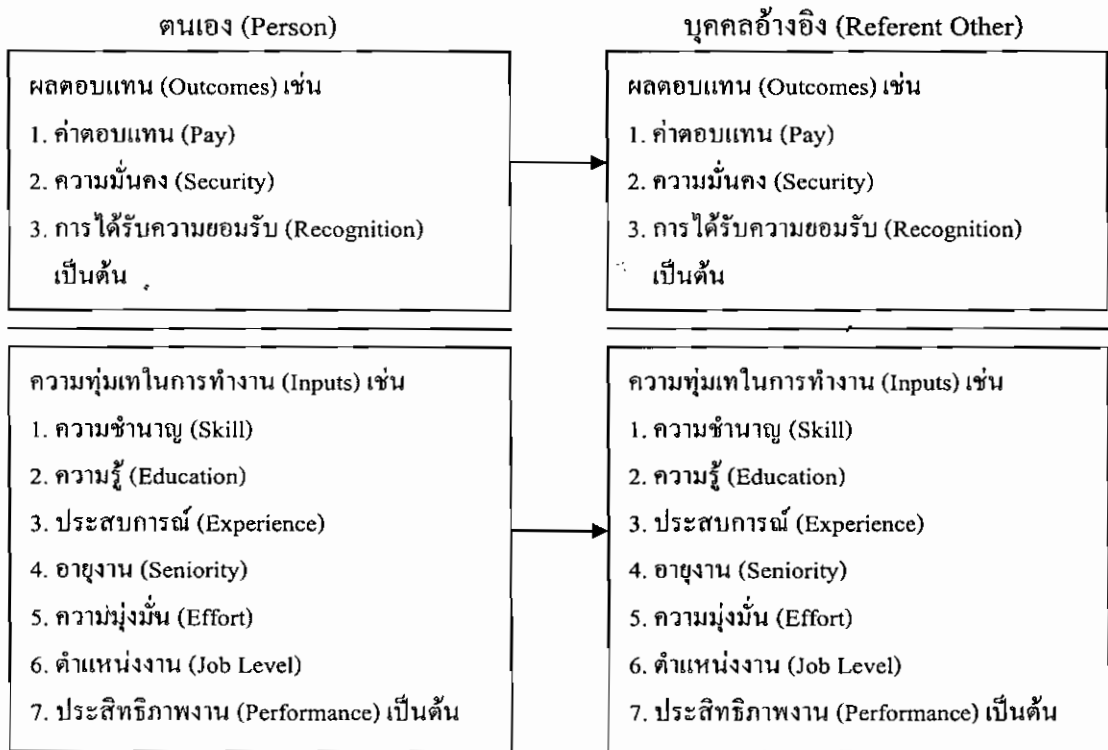 ตนเอง (Person)
ผลตอบแทน (Outcomes) เช่น
1. ค่าตอบแทน (Pay)
2. ความมั่นคง (Security)
3. การได้รับความยอมรับ (Recognition)
เป็นต้น
ความทุ่มเทในการทำงาน (Inputs) เช่น
1. ความชำนาญ (Skill)
2. ความรู้ (Education)
3. ประสบการณ์ (Experience)
4. อายุงาน (Seniority)
5. ความมุ่งมั่น (Effort)
6. ตำแหน่งงาน (Job Level)
7. ประสิทธิภาพงาน (Performance) เป็นต้น
บุคคลอ้างอิง (Referent Other)
ผลตอบแทน (Outcomes) เช่น
1. ค่าตอบแทน (Pay)
2. ความมั่นคง (Security)
3. การได้รับความยอมรับ (Recognition)
เป็นต้น
ความทุ่มเทในการทำงาน (Inputs) เช่น
1. ความชำนาญ (Skill)
2. ความรู้ (Education)
3. ประสบการณ์ (Experience)
4. อายุงาน (Seniority)
5. ความมุ่งมั่น (Effort)
6. ตำแหน่งงาน (Job Level)
7. ประสิทธิภาพงาน (Performance) เป็นต้น